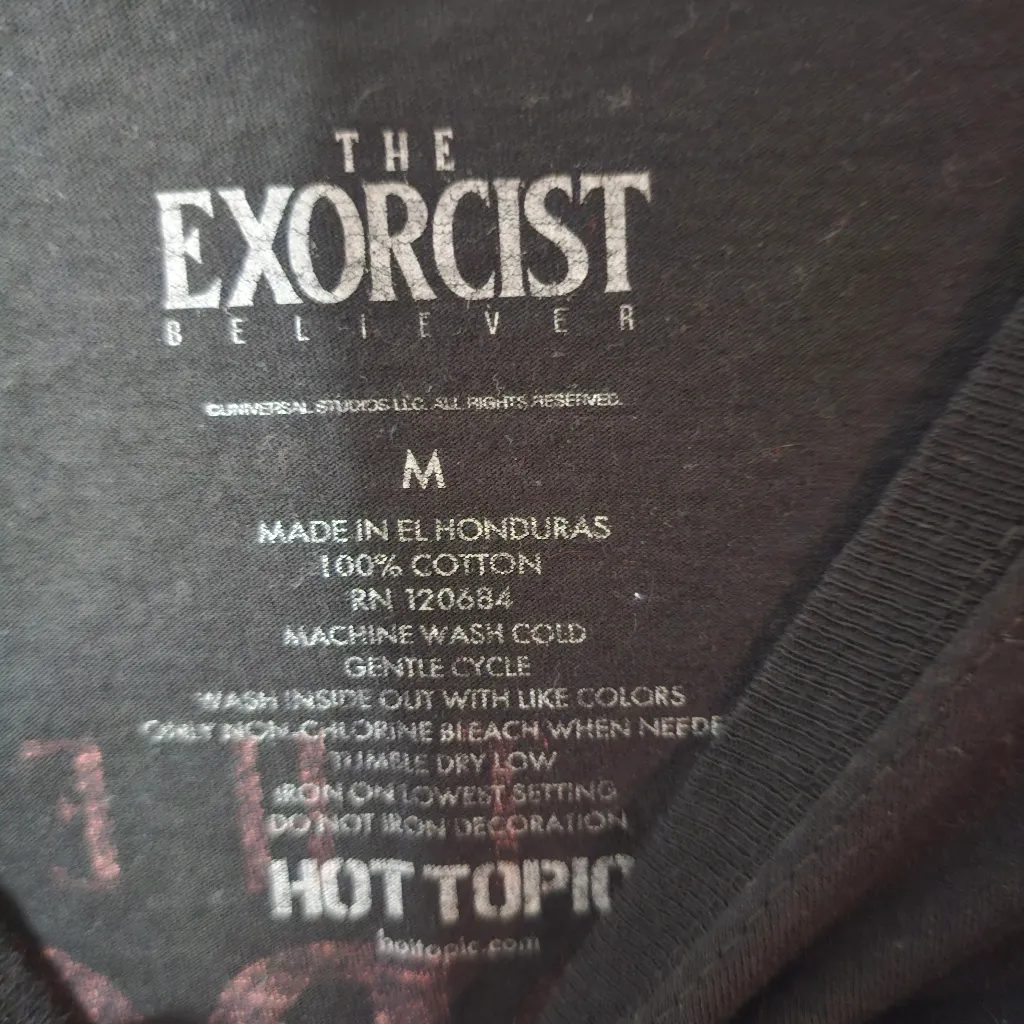 THE
EXORCIST
BELIEVER
©UNIVERSAL STUDIOS LLC. ALL RIGHTS RESERVED.
M
MADE IN EL HONDURAS
100% COTTON
RN 120684
MACHINE WASH COLD
GENTLE CYCLE
WASH INSIDE OUT WITH LIKE COLORS
ONLY NON-CHLORINE BLEACH WHEN NEEDE
TUMBLE DRY LOW
IRON ON LOWEST SETTING
DO NOT IRON DECORATION
HOT TOPIC
hottopic.com